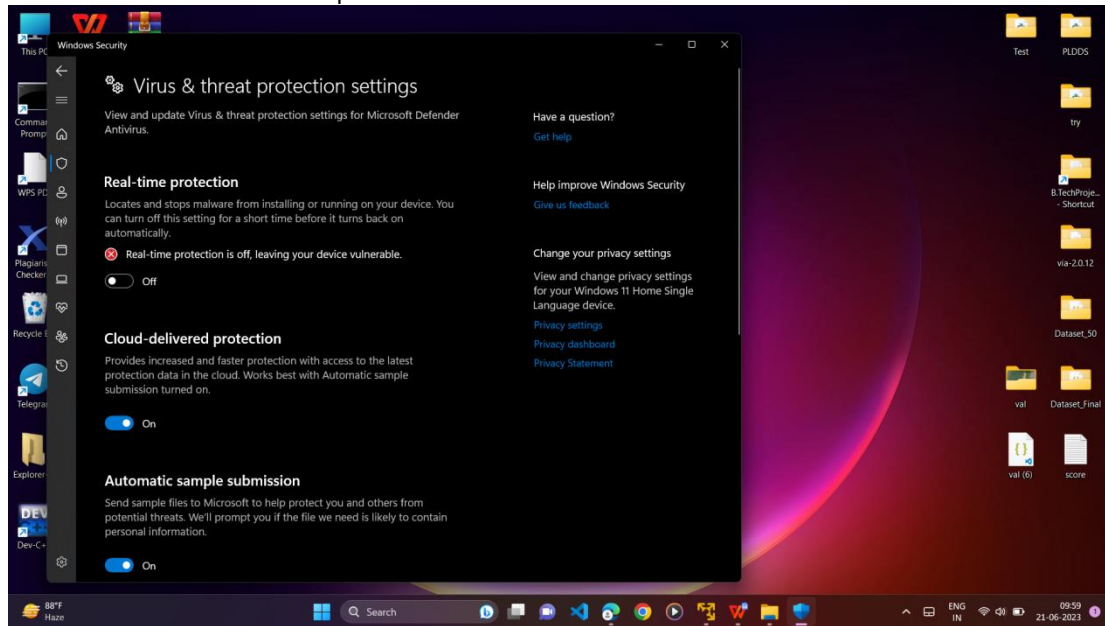 This PC
Windows Security
Virus & threat protection settings
View and update Virus & threat protection settings for Microsoft Defender
Antivirus.
Real-time protection
Locates and stops malware from installing or running on your device. You
can turn off this setting for a short time before it turns back on
automatically.
Real-time protection is off, leaving your device vulnerable.
Off
Cloud-delivered protection
Provides increased and faster protection with access to the latest
protection data in the cloud. Works best with Automatic sample
submission turned on.
On
Automatic sample submission
Send sample files to Microsoft to help protect you and others from
potential threats. We'll prompt you if the file we need is likely to contain
personal information.
On
Have a question?
Get help
Help improve Windows Security
Give us feedback
Change your privacy settings
View and change privacy settings
for your Windows 11 Home Single
Language device.
Privacy settings
Privacy dashboard
Privacy Statement
Comma
Promp
WPS PD
Plagiaris
Checker
Recycle
Telegra
Explorer
DEV
Dev-C+
Test
PLDDS
try
B.TechProje...
- Shortcut
via-2.0.12
Dataset_50
val
Dataset_Final
val (6)
score
88°F
Haze
Search
ENG
IN
09:59
21-06-2023
1